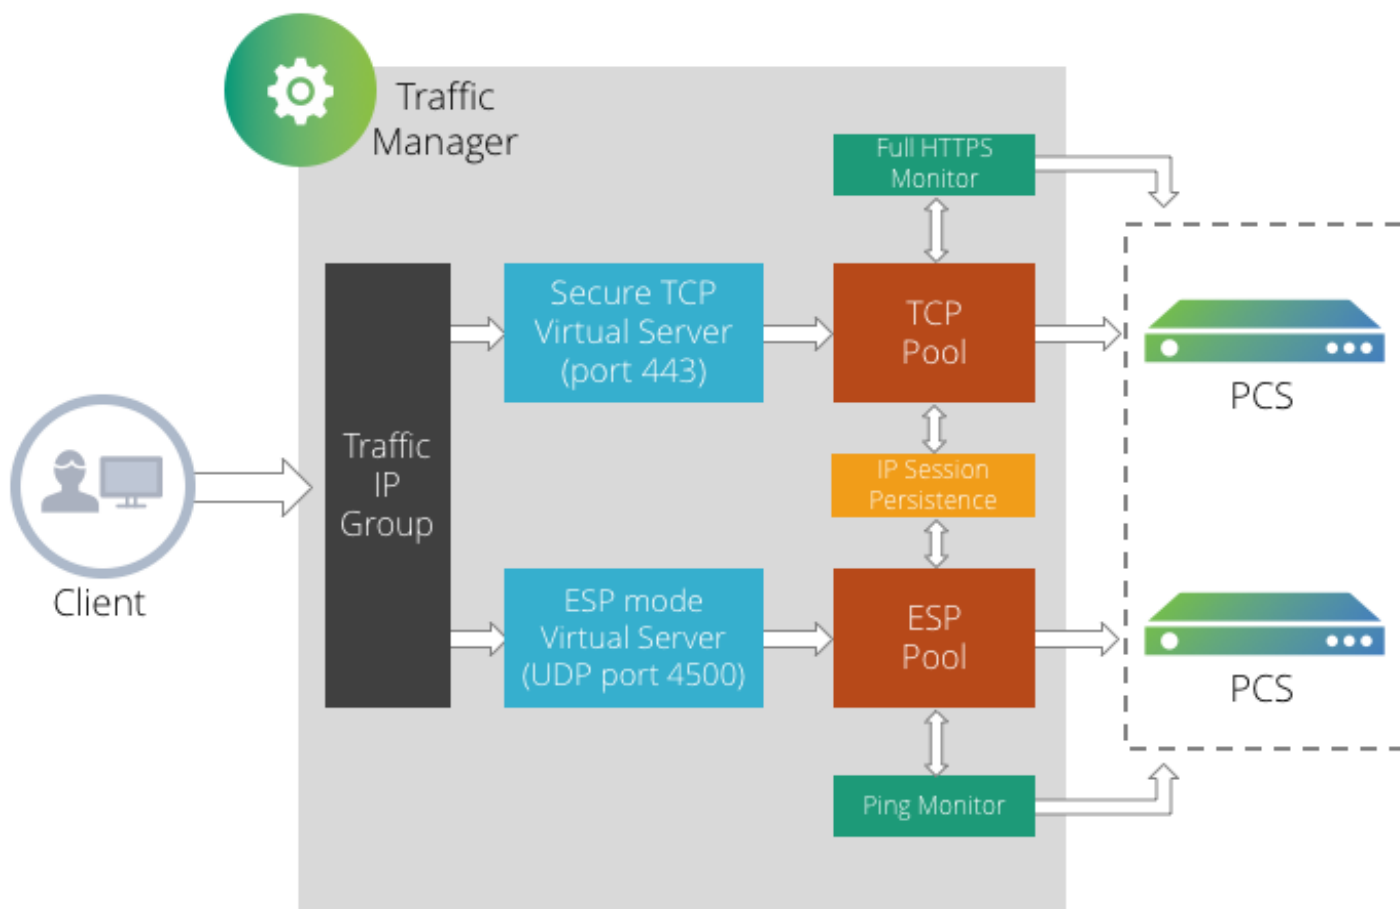 Traffic
Manager
Full HTTPS
Monitor
Secure TCP
Virtual Server
(port 443)
TCP
Pool
PCS
Traffic
IP
Group
IP Session
Persistence
Client
ESP mode
Virtual Server
(UDP port 4500)
ESP
Pool
PCS
Ping Monitor